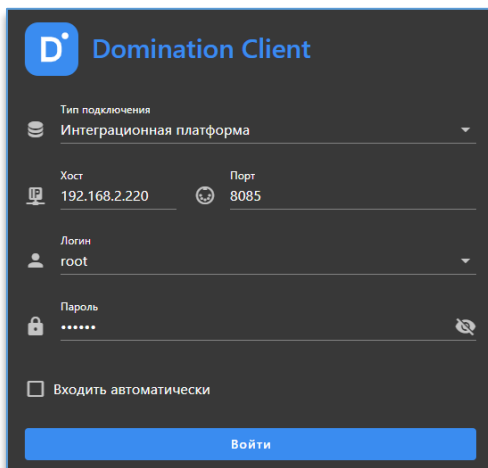 Domination Client
Тип подключения
Интеграционная платформа
Хост
Порт
192.168.2.220
8085
Логин
root
Пароль
••••••
Входить автоматически
Войти